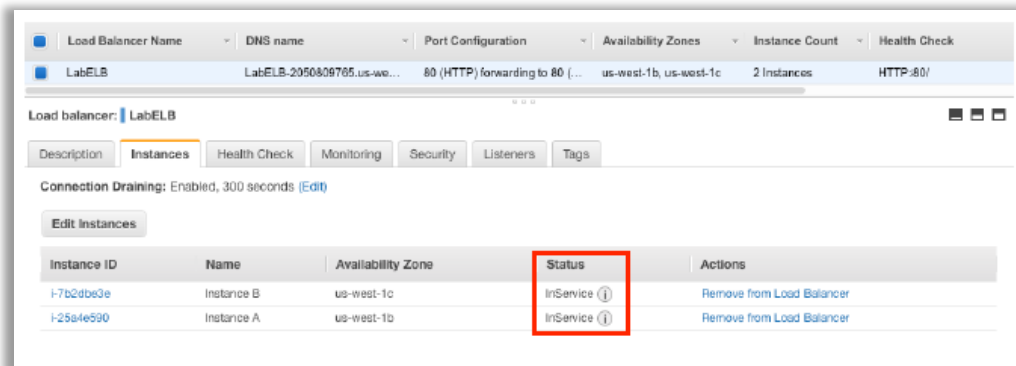 Load Balancer Name DNS name Port Configuration Availability Zones Instance Count Health Check
LabELB LabELB-2050809765.us-we... 80 (HTTP) forwarding to 80 (... us-west-1b, us-west-1c 2 Instances HTTP:80/
Load balancer: LabELB
Description Instances Health Check Monitoring Security Listeners Tags
Connection Draining: Enabled, 300 seconds (Edit)
Edit Instances
Instance ID Name Availability Zone Status Actions
i-7b2dbe3e Instance B us-west-1c InService i Remove from Load Balancer
i-25a4e590 Instance A us-west-1b InService i Remove from Load Balancer